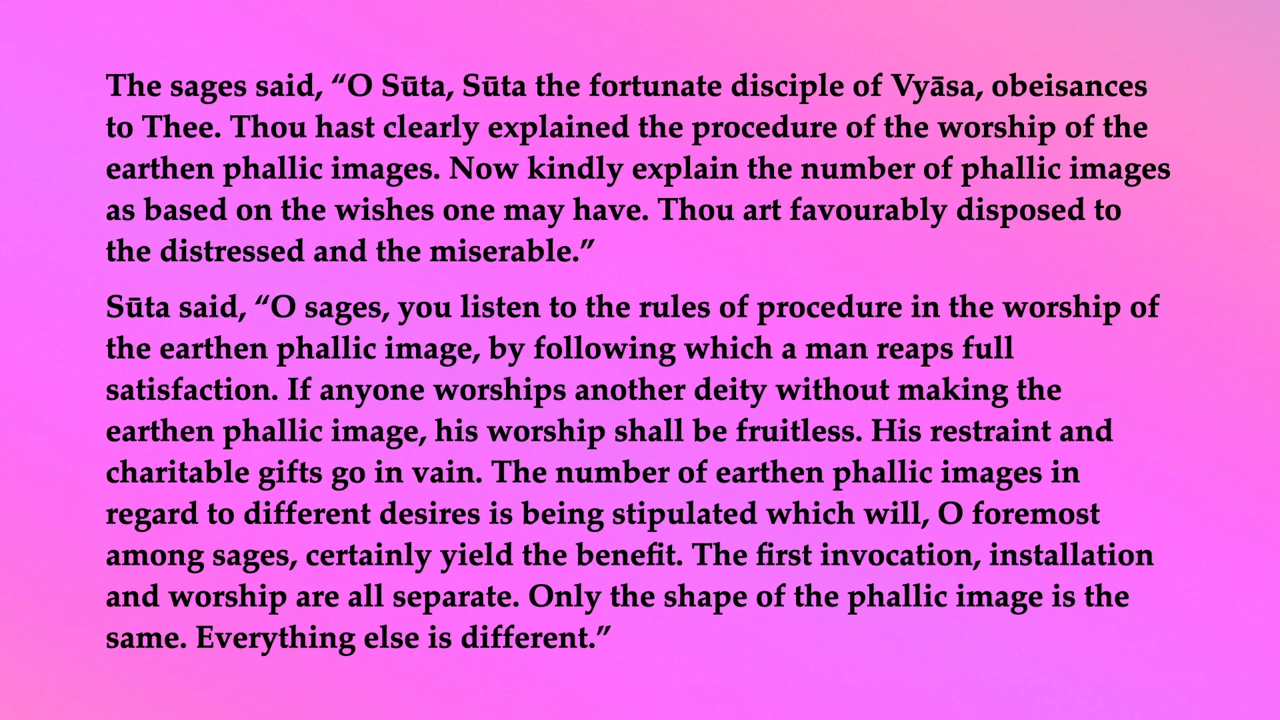 The sages said, “O Sūta, Sūta the fortunate disciple of Vyāsa, obeisances
to Thee. Thou hast clearly explained the procedure of the worship of the
earthen phallic images. Now kindly explain the number of phallic images
as based on the wishes one may have. Thou art favourably disposed to
the distressed and the miserable.”
Sūta said, “O sages, you listen to the rules of procedure in the worship of
the earthen phallic image, by following which a man reaps full
satisfaction. If anyone worships another deity without making the
earthen phallic image, his worship shall be fruitless. His restraint and
charitable gifts go in vain. The number of earthen phallic images in
regard to different desires is being stipulated which will, O foremost
among sages, certainly yield the benefit. The first invocation, installation
and worship are all separate. Only the shape of the phallic image is the
same. Everything else is different.”